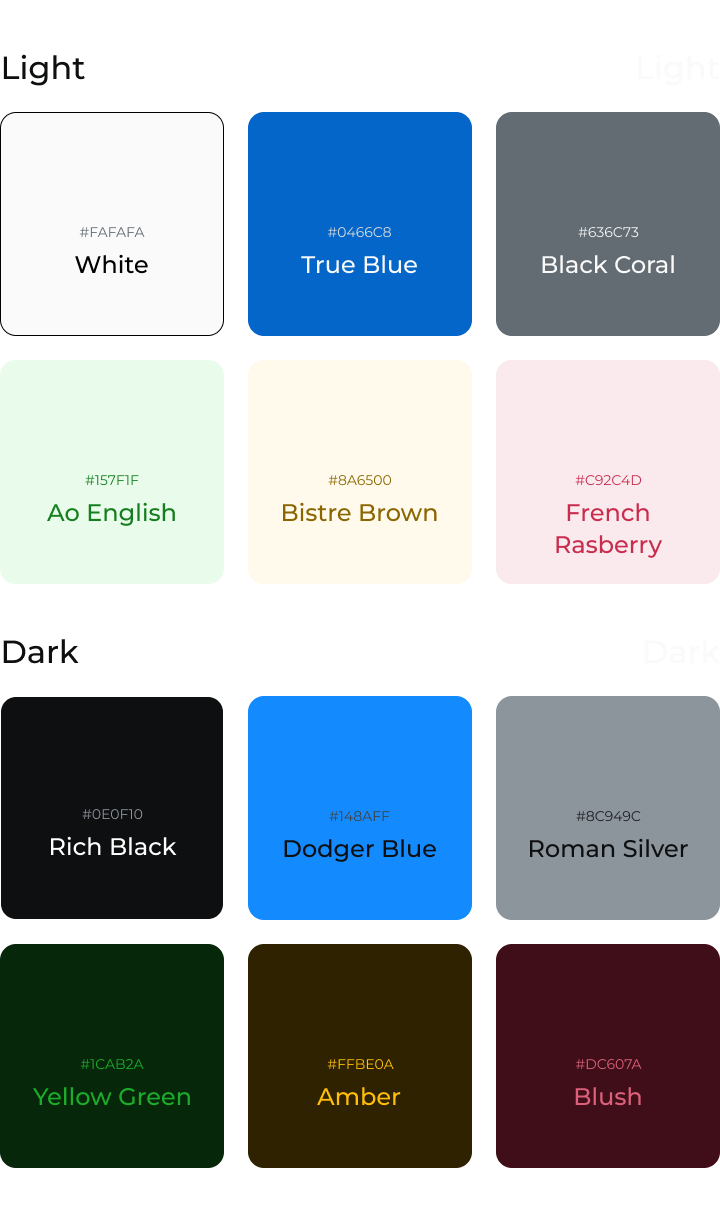 Light
Light
#FAFAFA
White
#0466C8
True Blue
#636C73
Black Coral
#157F1F
Ao English
#8A6500
Bistre Brown
#C92C4D
French
Rasberry
Dark
Dark
#0E0F10
Rich Black
#148AFF
Dodger Blue
#8C949C
Roman Silver
#1CAB2A
Yellow Green
#FFBE0A
Amber
#DC607A
Blush